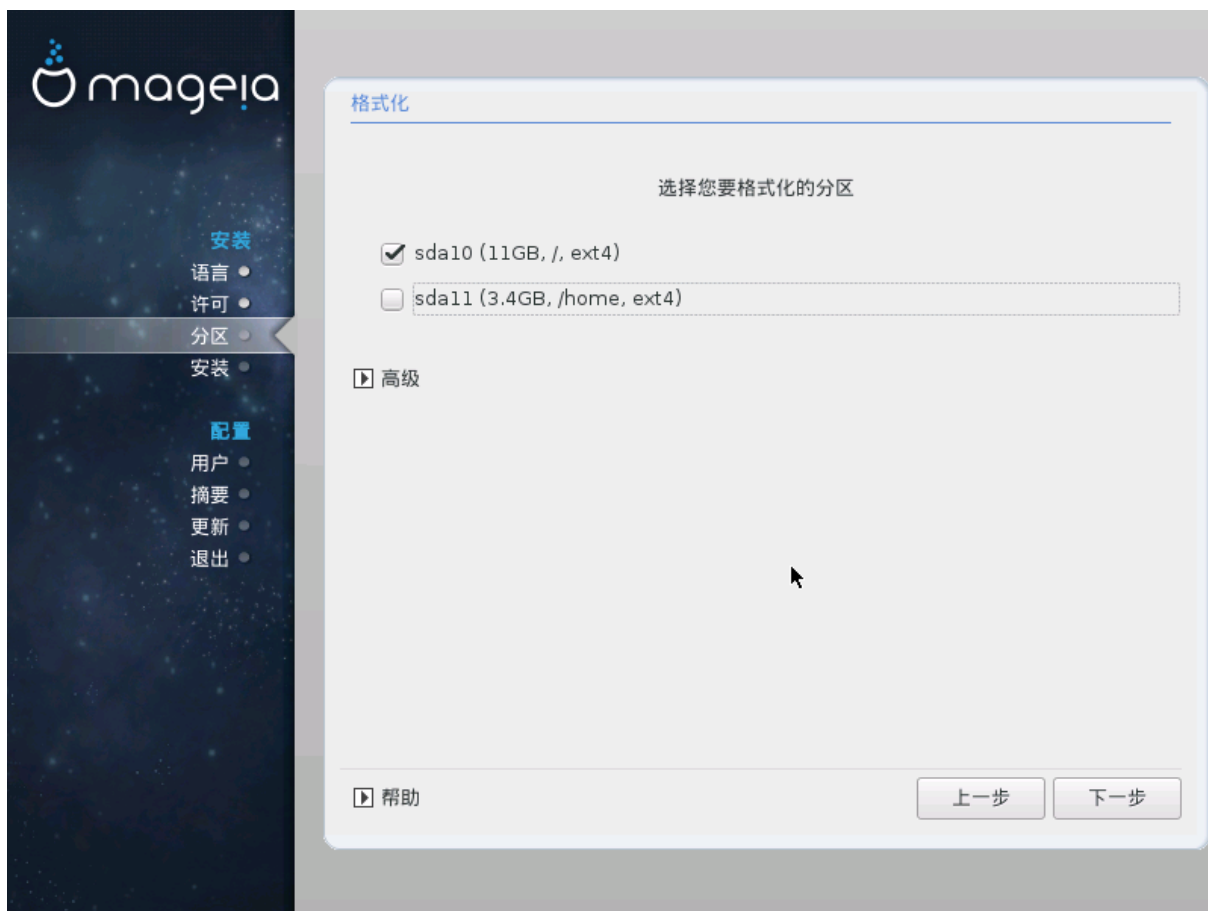 mageia
安装
语言
许可
分区
安装
配置
用户
摘要
更新
退出
格式化
选择您要格式化的分区
sda10 (11GB, /, ext4)
sda11 (3.4GB, /home, ext4)
高级
帮助
上一步
下一步